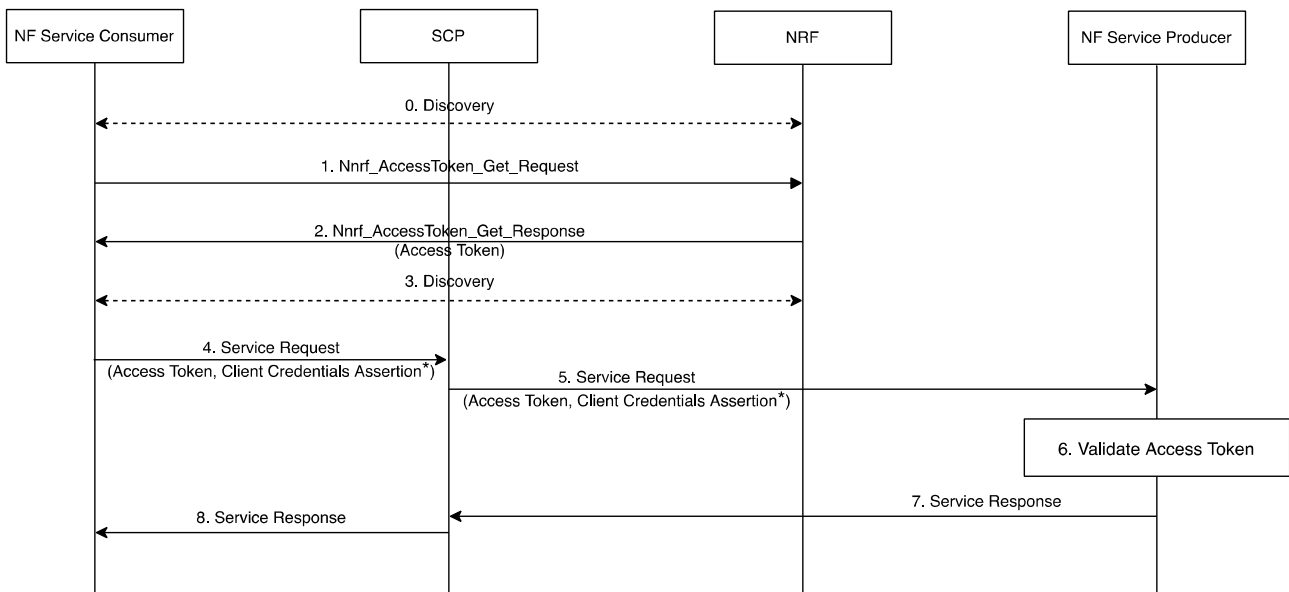 NF Service Consumer
SCP
NRF
NF Service Producer
0. Discovery
1. Nnrf_AccessToken_Get_Request
2. Nnrf_AccessToken_Get_Response
(Access Token)
3. Discovery
4. Service Request
(Access Token, Client Credentials Assertion*)
5. Service Request
(Access Token, Client Credentials Assertion*)
6. Validate Access Token
7. Service Response
8. Service Response